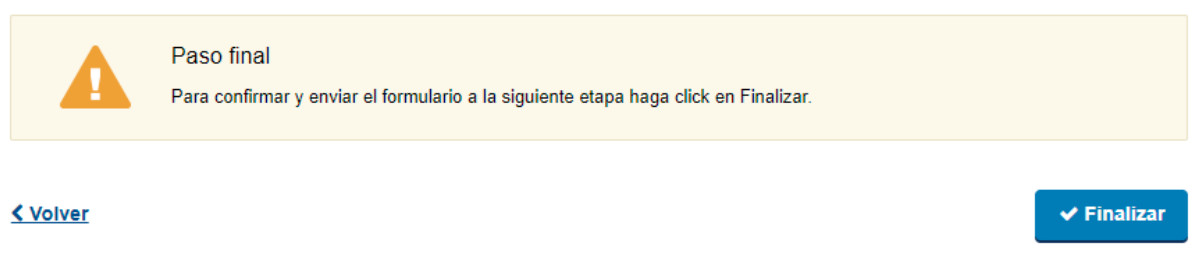 Paso final
Para confirmar y enviar el formulario a la siguiente etapa haga click en Finalizar.
Volver
Finalizar